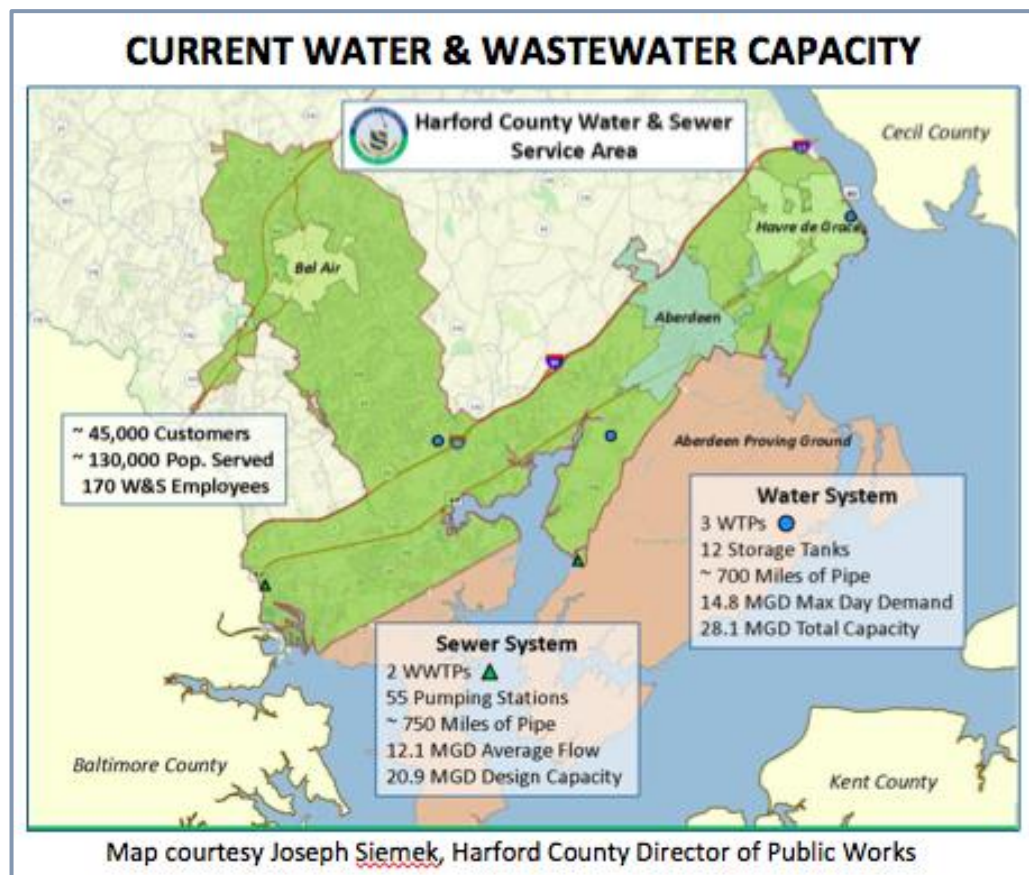 CURRENT WATER & WASTEWATER CAPACITY
Harford County Water & Sewer
Service Area
Cecil County
Havre de Grace
Bel Air
Aberdeen
~ 45,000 Customers
~ 130,000 Pop. Served
170 W&S Employees
Aberdeen Proving Ground
Water System
3 WTPs
12 Storage Tanks
~ 700 Miles of Pipe
14.8 MGD Max Day Demand
28.1 MGD Total Capacity
Sewer System
2 WWTPs
55 Pumping Stations
~ 750 Miles of Pipe
12.1 MGD Average Flow
20.9 MGD Design Capacity
Baltimore County
Kent County
Map courtesy Joseph Siemek, Harford County Director of Public Works